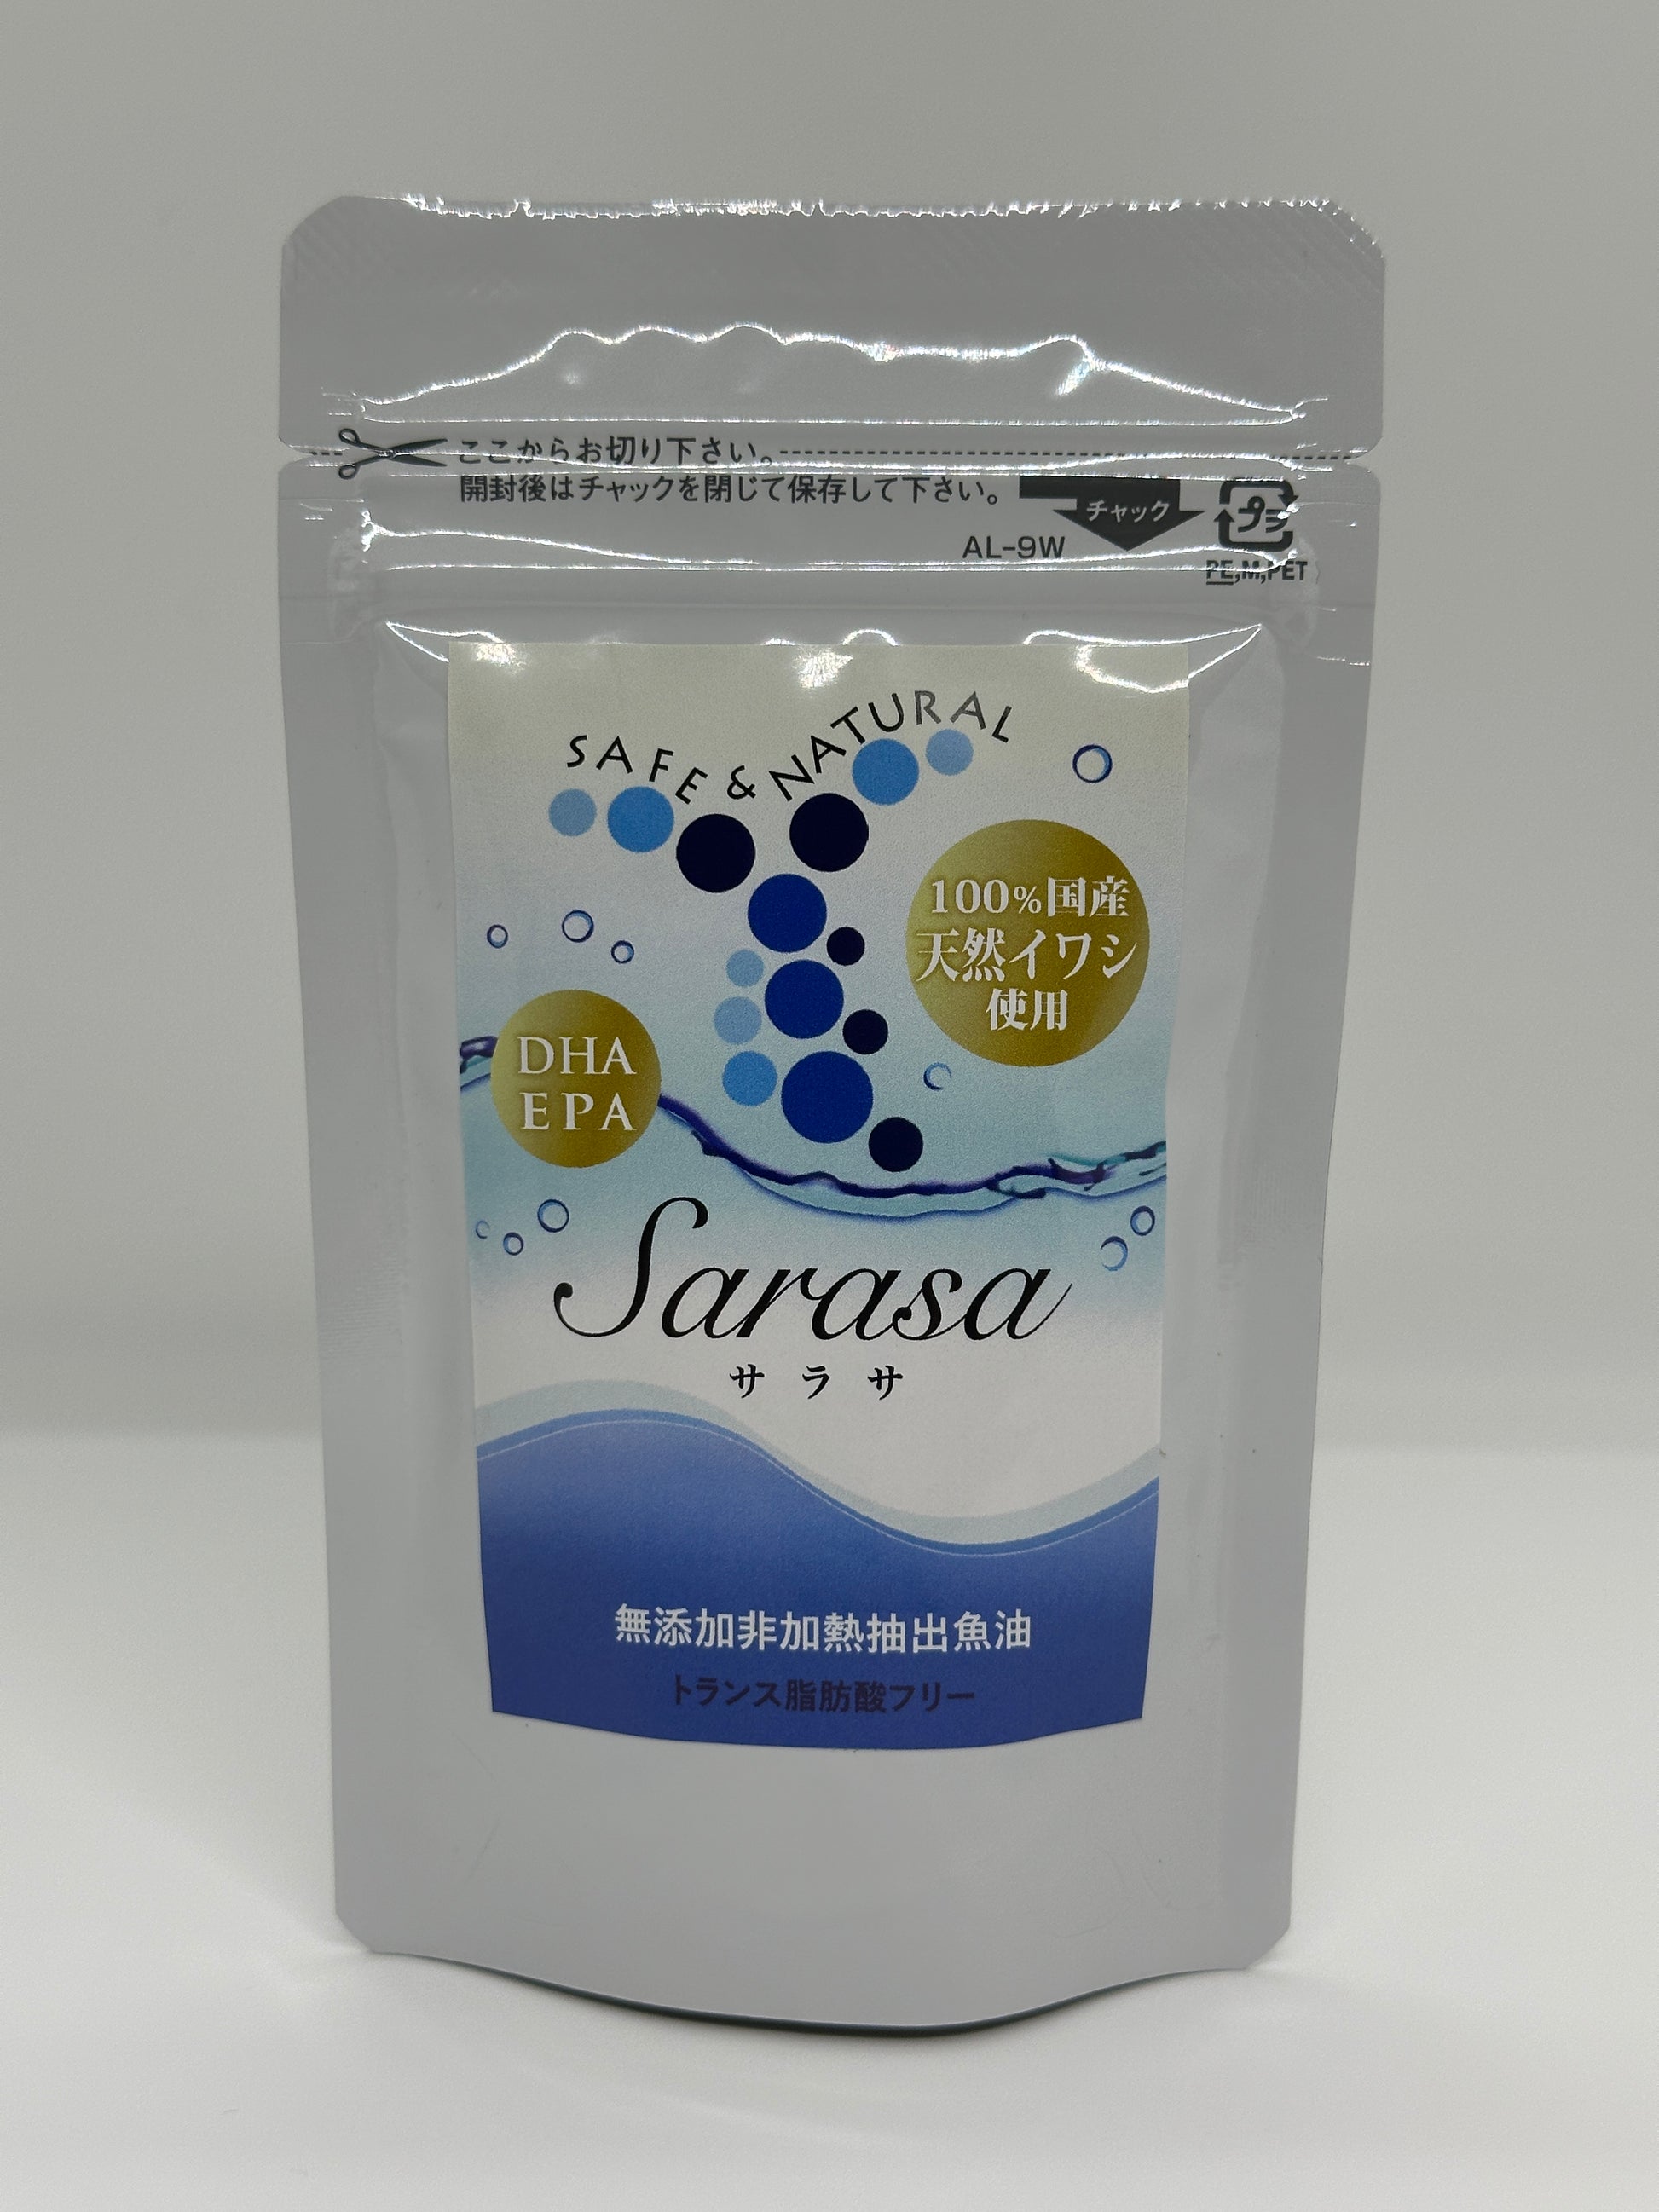 ここからお切り下さい。
開封後はチャックを閉じて保存して下さい。
チャック
プラ
AL-9W
PE,M,PET
SAFE & NATURAL
100%国産
天然イワシ
使用
DHA
EPA
Sarasa
サラサ
無添加非加熱抽出魚油
トランス脂肪酸フリー